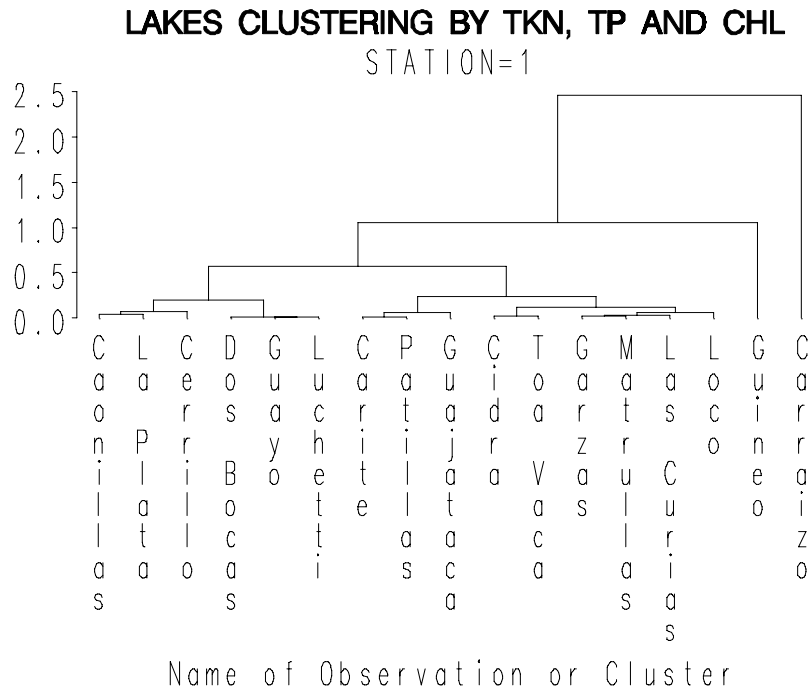 LAKES CLUSTERING BY TKN, TP AND CHL
STATION=1
2.5
2.0
1.5
1.0
0.5
0.0
Caonillas
La Plata
Cerrillo
Dos Bocas
Guayo
Luchetti
Carite
Patillas
Guajataca
Cidra
Toa Vaca
Garzas
Matrullas
Las Curias
Loco
Guineo
Carraizo
Name of Observation or Cluster